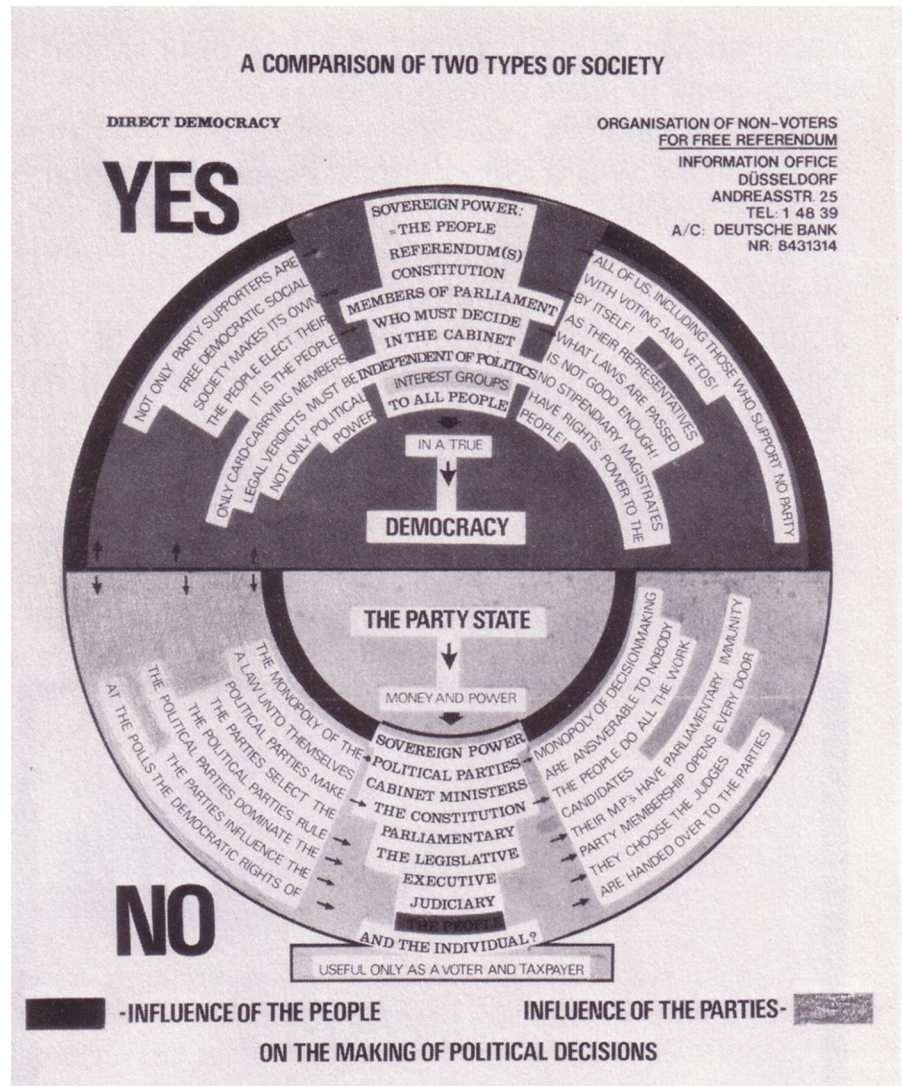 A COMPARISON OF TWO TYPES OF SOCIETY
DIRECT DEMOCRACY
YES
ORGANISATION OF NON-VOTERS
FOR FREE REFERENDUM
INFORMATION OFFICE
DÜSSELDORF
ANDREASSTR. 25
TEL: 1 48 39
A/C: DEUTSCHE BANK
NR: 8431314
NOT ONLY PARTY SUPPORTERS ARE
FREE DEMOCRATIC SOCIAL
SOCIETY MAKES ITS OWN
THE PEOPLE ELECT THEIR
IT IS THE PEOPLE
ONLY CARD-CARRYING MEMBERS
LEGAL VERDICTS MUST BE
NOT ONLY POLITICAL
POWER
SOVEREIGN POWER:
=THE PEOPLE
REFERENDUM(S)
CONSTITUTION
MEMBERS OF PARLIAMENT
WHO MUST DECIDE
IN THE CABINET
INDEPENDENT OF POLITICS
INTEREST GROUPS
TO ALL PEOPLE
ALL OF US, INCLUDING THOSE WHO SUPPORT NO PARTY
WITH VOTING AND VETOS!
BY ITSELF!
AS THEIR REPRESENTATIVES
WHAT LAWS ARE PASSED
IS NOT GOOD ENOUGH!
NO STIPENDIARY MAGISTRATES
HAVE RIGHTS: POWER TO THE
PEOPLE!
IN A TRUE
DEMOCRACY
THE PARTY STATE
MONEY AND POWER
THE MONOPOLY OF THE
A LAW UNTO THEMSELVES
POLITICAL PARTIES MAKE
THE PARTIES SELECT THE
THE POLITICAL PARTIES RULE
THE POLITICAL PARTIES DOMINATE THE
THE PARTIES INFLUENCE THE
AT THE POLLS THE DEMOCRATIC RIGHTS OF
SOVEREIGN POWER
POLITICAL PARTIES
CABINET MINISTERS
THE CONSTITUTION
PARLIAMENTARY
THE LEGISLATIVE
EXECUTIVE
JUDICIARY
THE PEOPLE
AND THE INDIVIDUAL?
MONOPOLY OF DECISIONMAKING
ARE ANSWERABLE TO NOBODY
THE PEOPLE DO ALL THE WORK
CANDIDATES
THEIR M.P's HAVE PARLIAMENTARY IMMUNITY
PARTY MEMBERSHIP OPENS EVERY DOOR
THEY CHOOSE THE JUDGES
ARE HANDED OVER TO THE PARTIES
NO
USEFUL ONLY AS A VOTER AND TAXPAYER
-INFLUENCE OF THE PEOPLE
INFLUENCE OF THE PARTIES-
ON THE MAKING OF POLITICAL DECISIONS